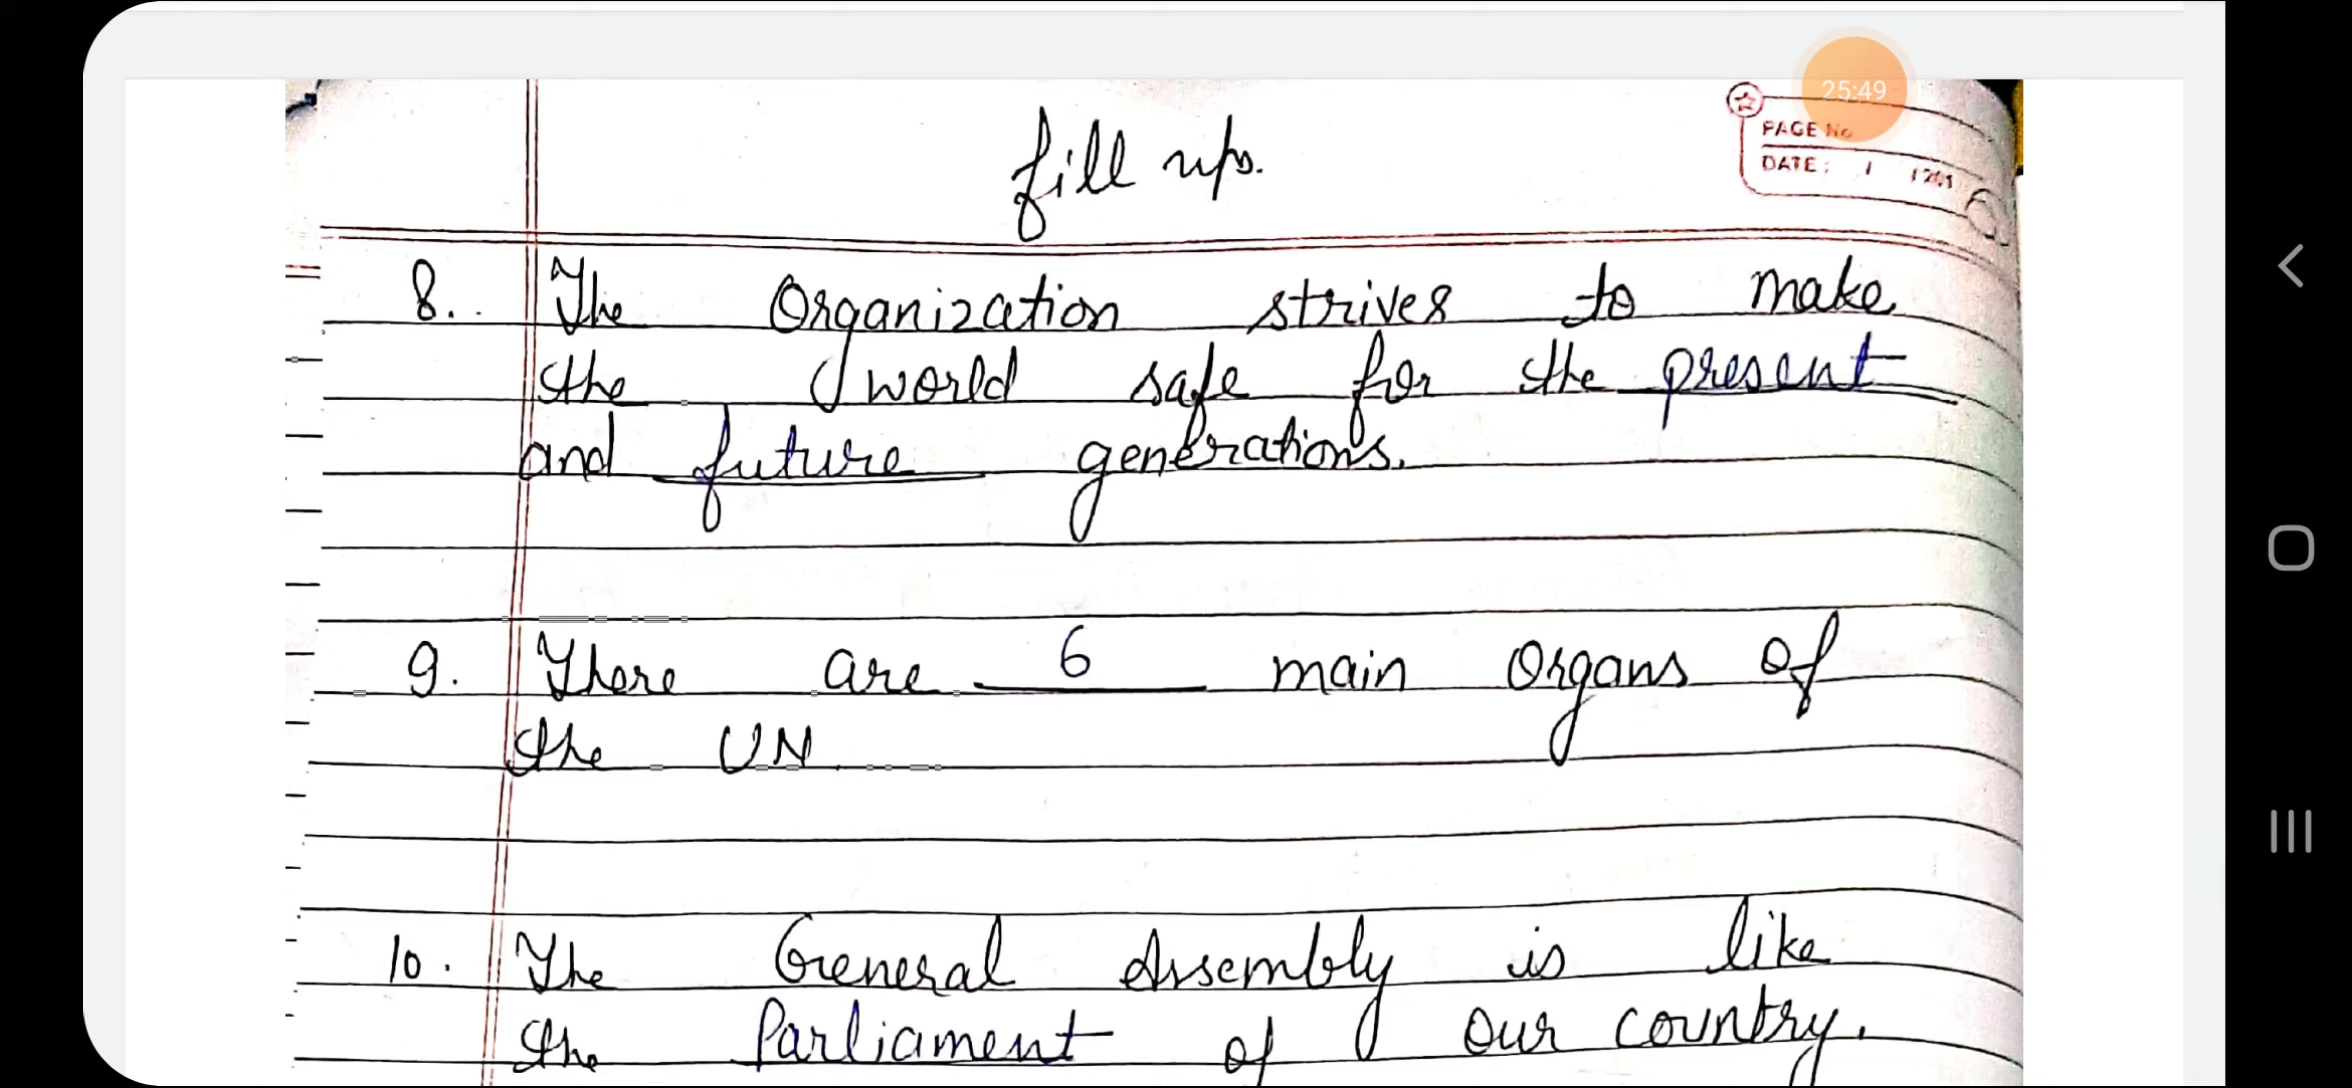 25:49
PAGE No
DATE: / /201
fill ups.
8. The Organization strives to make
the world safe for the present
and future generations.
9. There are 6 main Organs of
the UN
10. The General Assembly is like
the Parliament of our country.